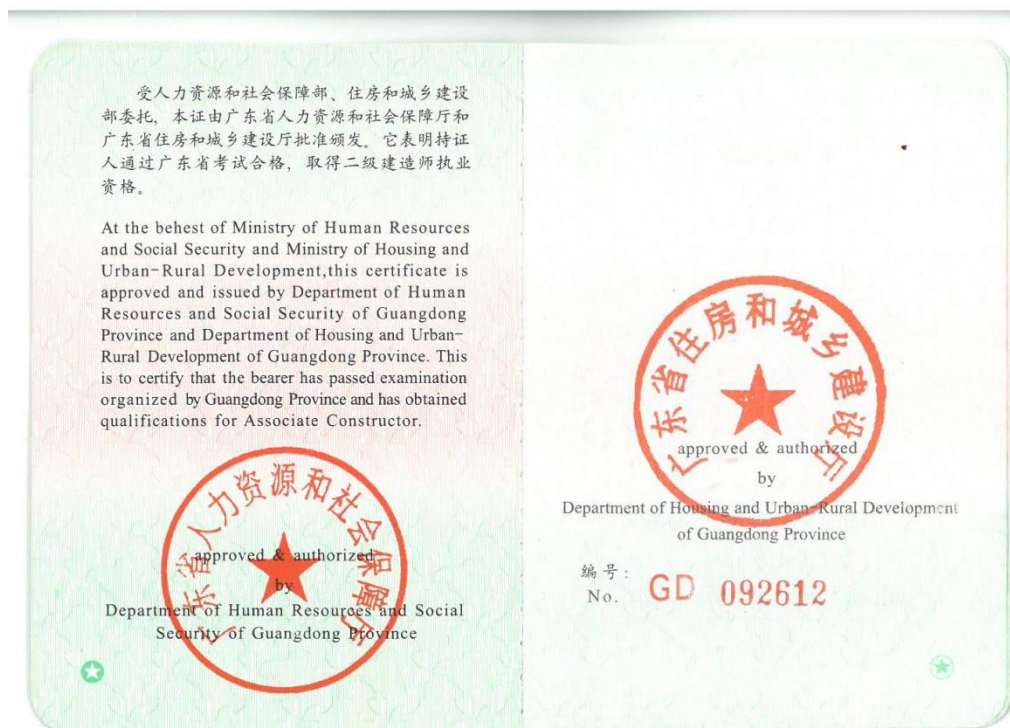 受人力资源和社会保障部、住房和城乡建设
部委托，本证由广东省人力资源和社会保障厅和
广东省住房和城乡建设厅批准颁发。它表明持证
人通过广东省考试合格，取得二级建造师执业
资格。
At the behest of Ministry of Human Resources
and Social Security and Ministry of Housing and
Urban-Rural Development,this certificate is
approved and issued by Department of Human
Resources and Social Security of Guangdong
Province and Department of Housing and Urban-
Rural Development of Guangdong Province. This
is to certify that the bearer has passed examination
organized by Guangdong Province and has obtained
qualifications for Associate Constructor.
广东省人力资源和社会保障厅
approved & authorized
by
Department of Human Resources and Social
Security of Guangdong Province
广东省住房和城乡建设厅
approved & authorized
by
Department of Housing and Urban-Rural Development
of Guangdong Province
编号：
No. GD 092612